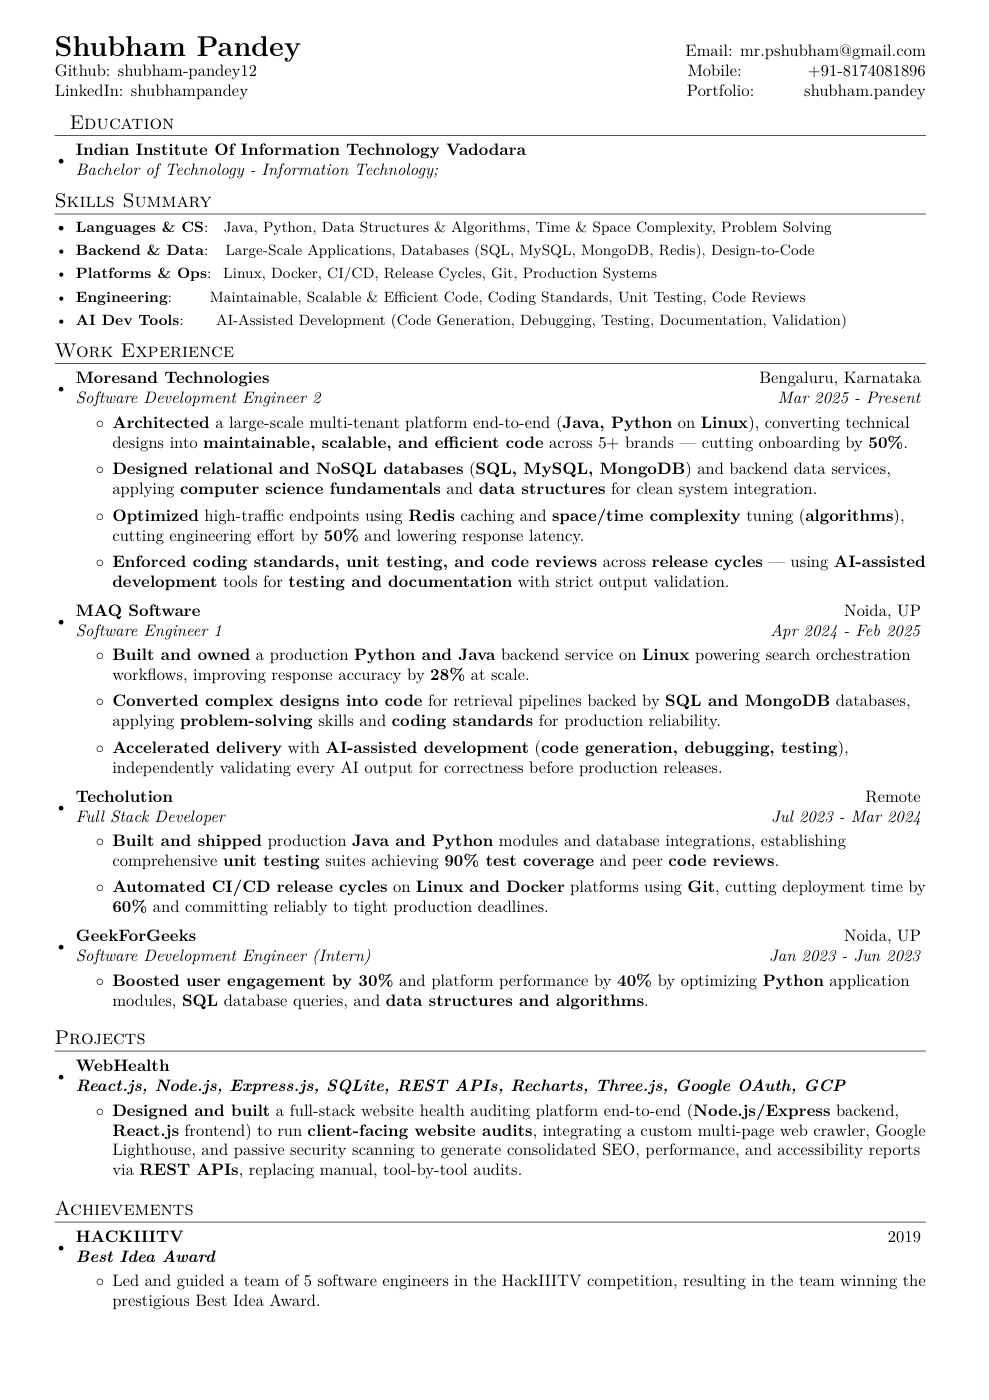 Shubham Pandey
Github: shubham-pandey12
LinkedIn: shubhampandey
Email: mr.pshubham@gmail.com
Mobile: +91-8174081896
Portfolio: shubham.pandey
Education
• Indian Institute Of Information Technology Vadodara
Bachelor of Technology - Information Technology;
Skills Summary
• Languages & CS: Java, Python, Data Structures & Algorithms, Time & Space Complexity, Problem Solving
• Backend & Data: Large-Scale Applications, Databases (SQL, MySQL, MongoDB, Redis), Design-to-Code
• Platforms & Ops: Linux, Docker, CI/CD, Release Cycles, Git, Production Systems
• Engineering: Maintainable, Scalable & Efficient Code, Coding Standards, Unit Testing, Code Reviews
• AI Dev Tools: AI-Assisted Development (Code Generation, Debugging, Testing, Documentation, Validation)
Work Experience
• Moresand Technologies Bengaluru, Karnataka
Software Development Engineer 2 Mar 2025 - Present
◦ Architected a large-scale multi-tenant platform end-to-end (Java, Python on Linux), converting technical
designs into maintainable, scalable, and efficient code across 5+ brands — cutting onboarding by 50%.
◦ Designed relational and NoSQL databases (SQL, MySQL, MongoDB) and backend data services,
applying computer science fundamentals and data structures for clean system integration.
◦ Optimized high-traffic endpoints using Redis caching and space/time complexity tuning (algorithms),
cutting engineering effort by 50% and lowering response latency.
◦ Enforced coding standards, unit testing, and code reviews across release cycles — using AI-assisted
development tools for testing and documentation with strict output validation.
• MAQ Software Noida, UP
Software Engineer 1 Apr 2024 - Feb 2025
◦ Built and owned a production Python and Java backend service on Linux powering search orchestration
workflows, improving response accuracy by 28% at scale.
◦ Converted complex designs into code for retrieval pipelines backed by SQL and MongoDB databases,
applying problem-solving skills and coding standards for production reliability.
◦ Accelerated delivery with AI-assisted development (code generation, debugging, testing),
independently validating every AI output for correctness before production releases.
• Techolution Remote
Full Stack Developer Jul 2023 - Mar 2024
◦ Built and shipped production Java and Python modules and database integrations, establishing
comprehensive unit testing suites achieving 90% test coverage and peer code reviews.
◦ Automated CI/CD release cycles on Linux and Docker platforms using Git, cutting deployment time by
60% and committing reliably to tight production deadlines.
• GeekForGeeks Noida, UP
Software Development Engineer (Intern) Jan 2023 - Jun 2023
◦ Boosted user engagement by 30% and platform performance by 40% by optimizing Python application
modules, SQL database queries, and data structures and algorithms.
Projects
• WebHealth
React.js, Node.js, Express.js, SQLite, REST APIs, Recharts, Three.js, Google OAuth, GCP
◦ Designed and built a full-stack website health auditing platform end-to-end (Node.js/Express backend,
React.js frontend) to run client-facing website audits, integrating a custom multi-page web crawler, Google
Lighthouse, and passive security scanning to generate consolidated SEO, performance, and accessibility reports
via REST APIs, replacing manual, tool-by-tool audits.
Achievements
• HACKIIITV 2019
Best Idea Award
◦ Led and guided a team of 5 software engineers in the HackIIITV competition, resulting in the team winning the
prestigious Best Idea Award.